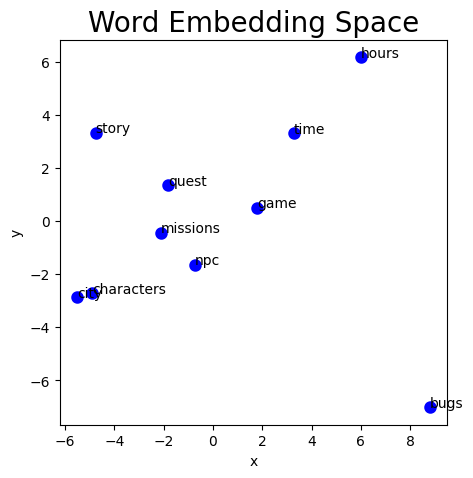 Word Embedding Space
hours
6
4
story
time
2
quest
game
y
0
missions
npc
−2
characters
city
−4
−6
bugs
−6 −4 −2 0 2 4 6 8
x